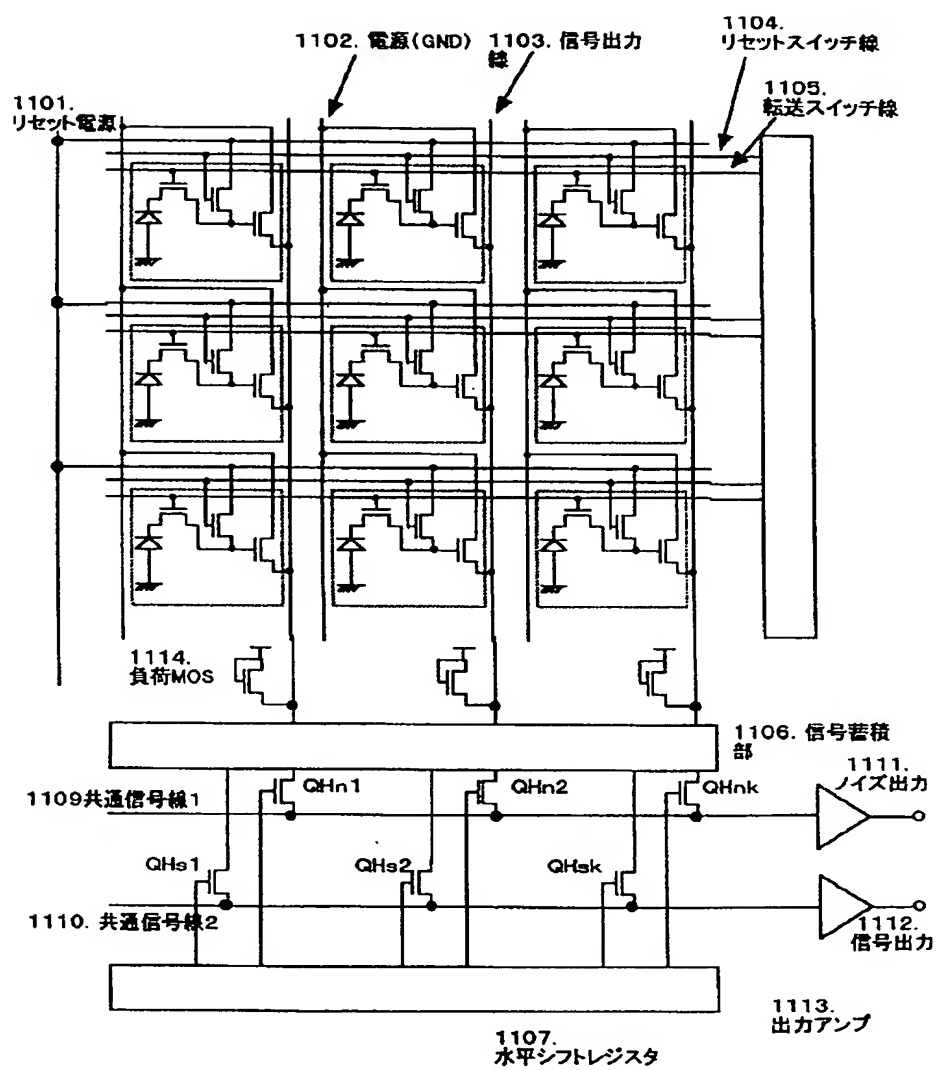 1104.
リセットスイッチ線
1102. 電源(GND)
1103. 信号出力
線
1105.
転送スイッチ線
1101.
リセット電源
1114.
負荷MOS
1106. 信号蓄積
部
1111.
ノイズ出力
QHn1
QHn2
QHnk
1109共通信号線1
QHs1
QHs2
QHsk
1110. 共通信号線2
1112.
信号出力
1113.
出力アンプ
1107.
水平シフトレジスタ